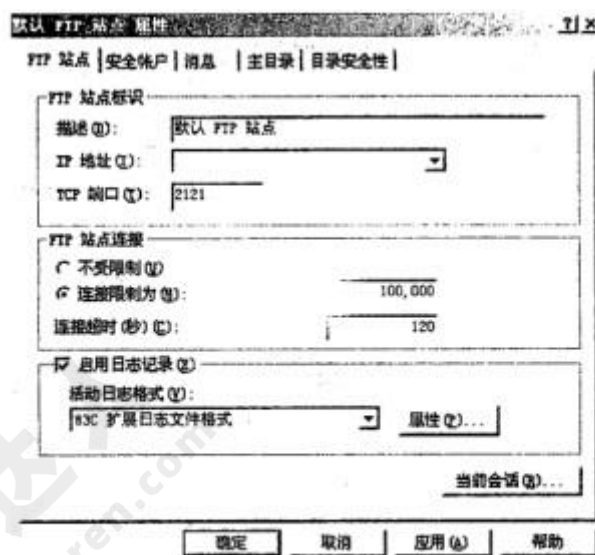 默认 FTP 站点 属性
FTP 站点 安全帐户 消息 主目录 目录安全性
FTP 站点标识
描述(D): 默认 FTP 站点
IP 地址(I):
TCP 端口(T): 2121
FTP 站点连接
不受限制(U)
连接限制为(M): 100,000
连接超时(秒)(C): 120
启用日志记录(E)
活动日志格式(V):
W3C 扩展日志文件格式 属性(P)...
当前会话(R)...
确定 取消 应用(A) 帮助